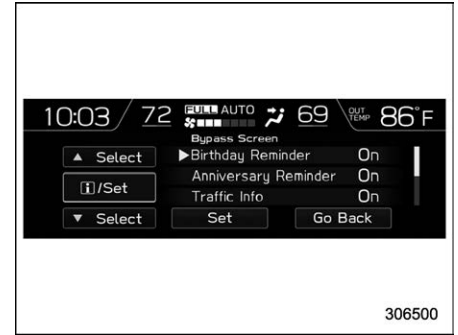 10:03 72 FULL AUTO 69 OUT TEMP 86°F
Bypass Screen
▲ Select ▶Birthday Reminder On
Anniversary Reminder On
i/Set
Traffic Info On
▼ Select Set Go Back
306500